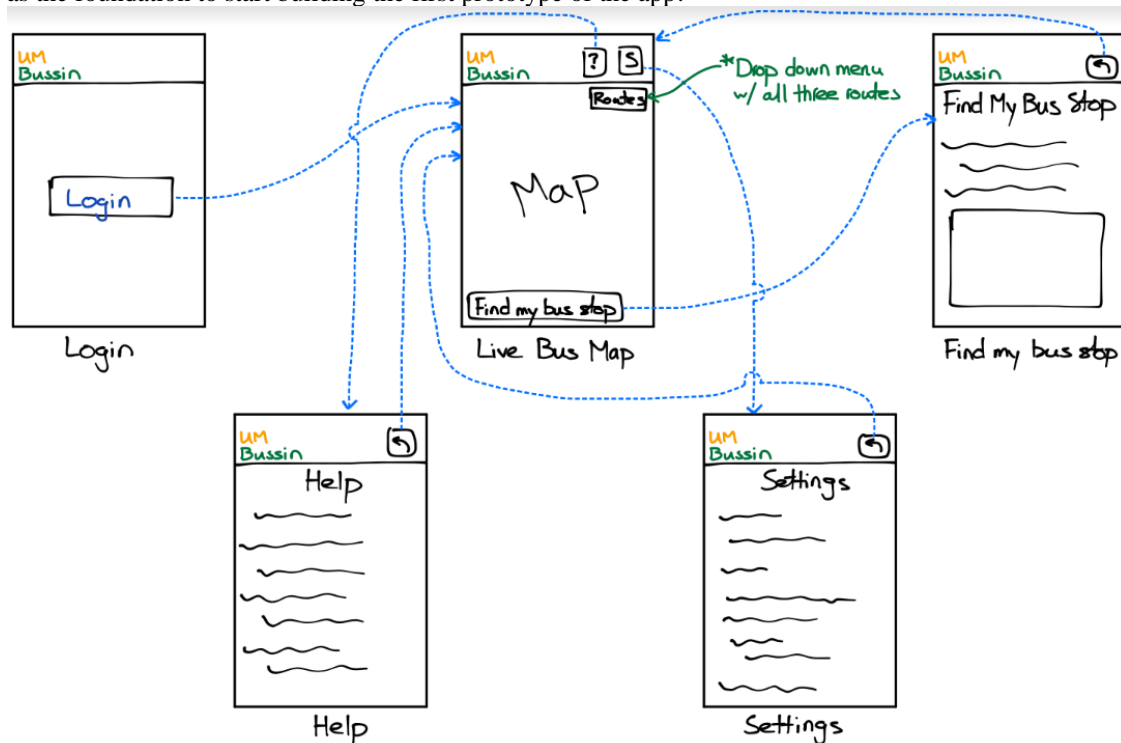 as the foundation to start building the first prototype of the app.
UM
Bussin
Login
Login
UM
Bussin
?
S
Routes
*Drop down menu
w/ all three routes
Map
Find my bus stop
Live Bus Map
UM
Bussin
Find My Bus Stop
Find my bus stop
UM
Bussin
Help
Help
UM
Bussin
Settings
Settings